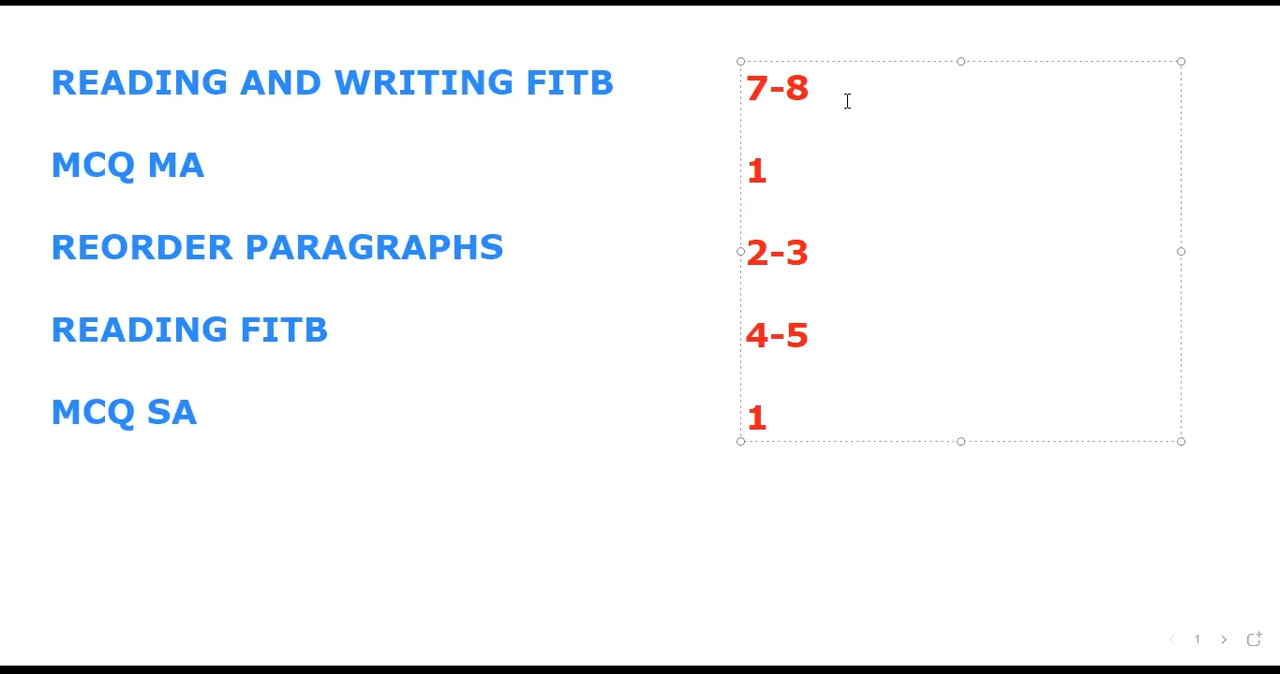 READING AND WRITING FITB 7-8
MCQ MA 1
REORDER PARAGRAPHS 2-3
READING FITB 4-5
MCQ SA 1
1